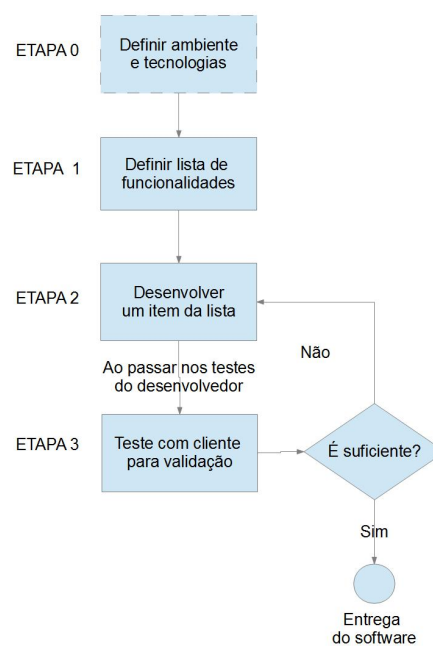 ETAPA 0
Definir ambiente
e tecnologias
ETAPA 1
Definir lista de
funcionalidades
ETAPA 2
Desenvolver
um item da lista
Não
Ao passar nos testes
do desenvolvedor
ETAPA 3
Teste com cliente
para validação
É suficiente?
Sim
Entrega
do software